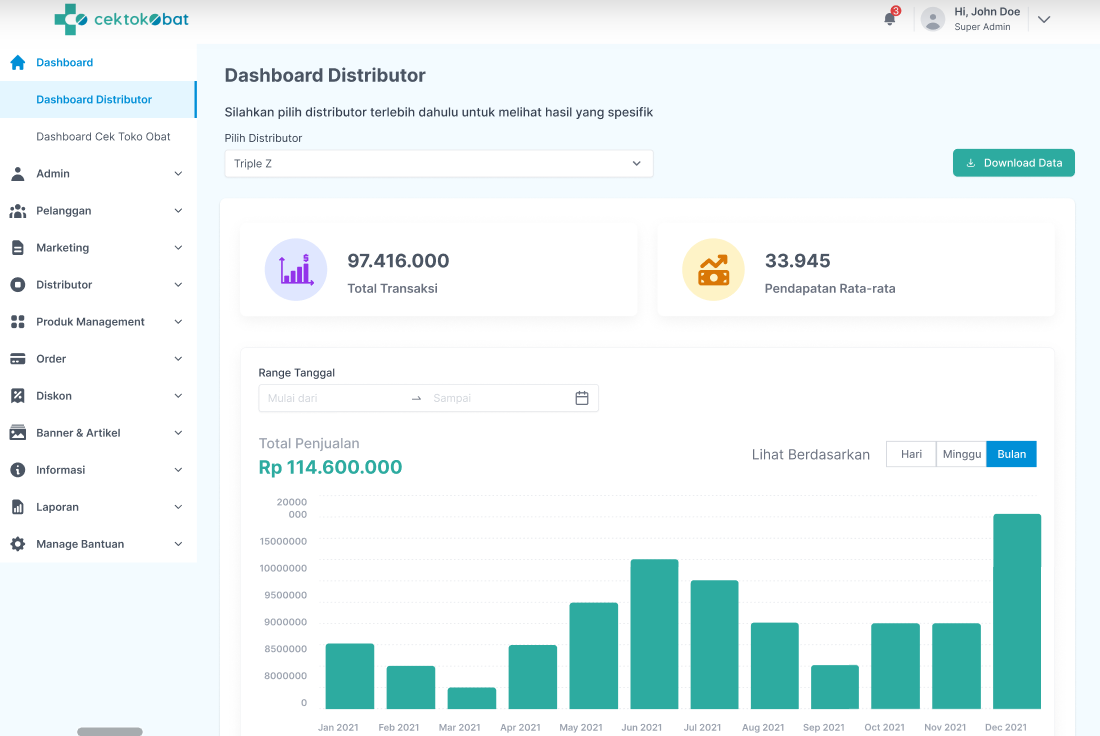 cektokobat
3
Hi, John Doe
Super Admin
Dashboard
Dashboard Distributor
Dashboard Cek Toko Obat
Admin
Pelanggan
Marketing
Distributor
Produk Management
Order
Diskon
Banner & Artikel
Informasi
Laporan
Manage Bantuan
Dashboard Distributor
Silahkan pilih distributor terlebih dahulu untuk melihat hasil yang spesifik
Pilih Distributor
Triple Z
Download Data
97.416.000
Total Transaksi
33.945
Pendapatan Rata-rata
Range Tanggal
Mulai dari → Sampai
Total Penjualan
Rp 114.600.000
Lihat Berdasarkan
Hari Minggu Bulan
20000
000
15000000
10000000
9500000
9000000
8500000
8000000
0
Jan 2021 Feb 2021 Mar 2021 Apr 2021 May 2021 Jun 2021 Jul 2021 Aug 2021 Sep 2021 Oct 2021 Nov 2021 Dec 2021